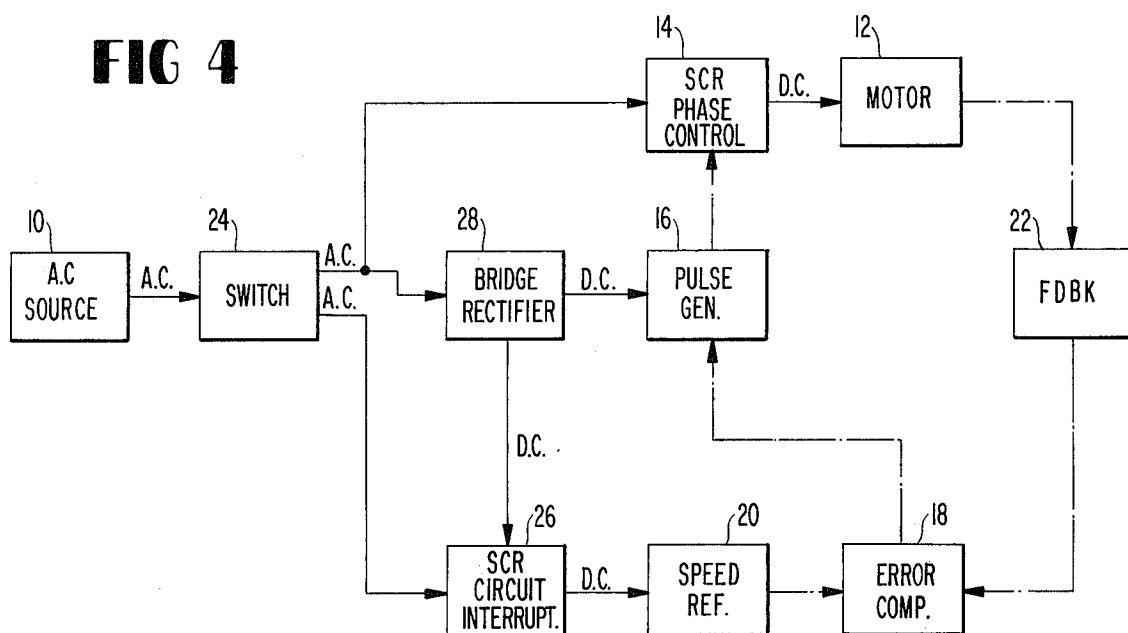 FIG 4
14
SCR
PHASE
CONTROL
D.C.
12
MOTOR
10
A.C
SOURCE
A.C.
24
SWITCH
A.C.
A.C.
28
BRIDGE
RECTIFIER
D.C.
16
PULSE
GEN.
22
FDBK
D.C.
26
SCR
CIRCUIT
INTERRUPT.
D.C.
20
SPEED
REF.
18
ERROR
COMP.